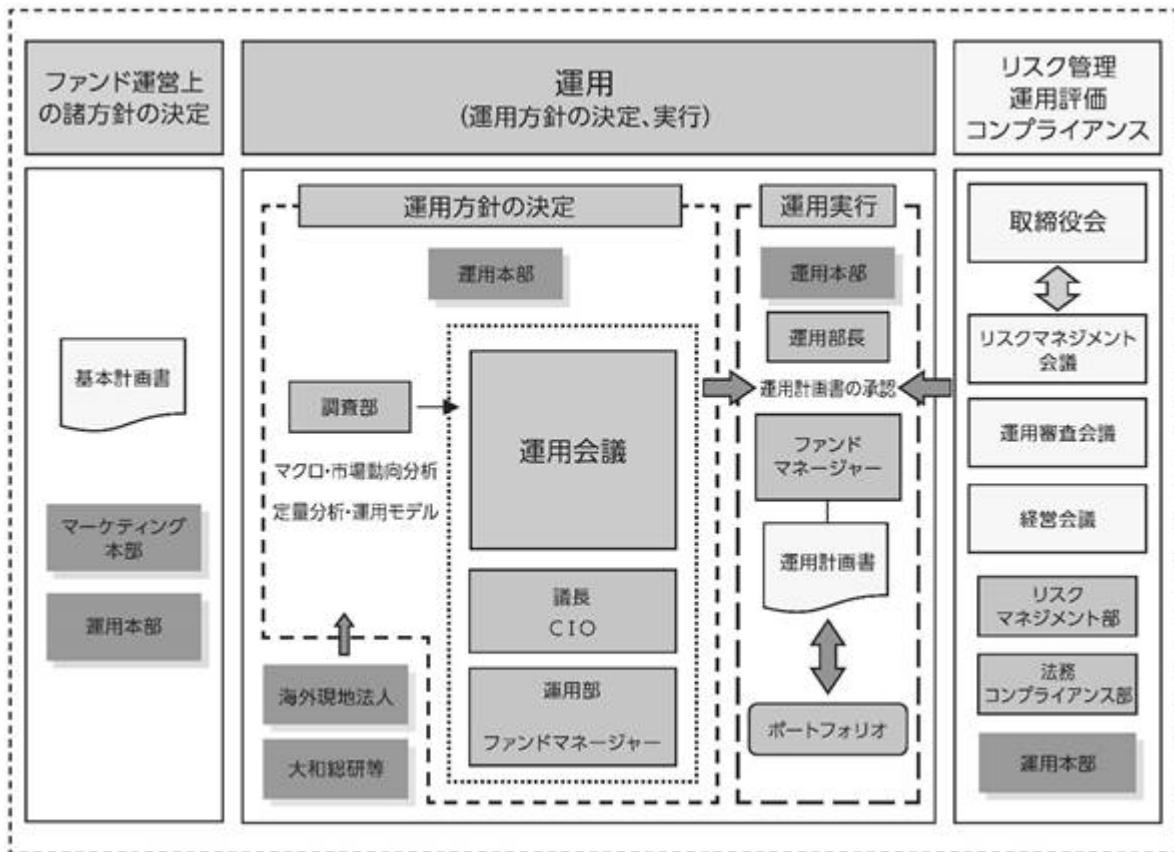 ファンド運営上
の諸方針の決定
運用
(運用方針の決定、実行)
リスク管理
運用評価
コンプライアンス
基本計画書
マーケティング
本部
運用本部
運用方針の決定
運用本部
調査部
マクロ・市場動向分析
定量分析・運用モデル
海外現地法人
大和総研等
運用会議
議長
CIO
運用部
ファンドマネージャー
運用実行
運用本部
運用部長
運用計画書の承認
ファンド
マネージャー
運用計画書
ポートフォリオ
取締役会
リスクマネジメント
会議
運用審査会議
経営会議
リスク
マネジメント部
法務
コンプライアンス部
運用本部